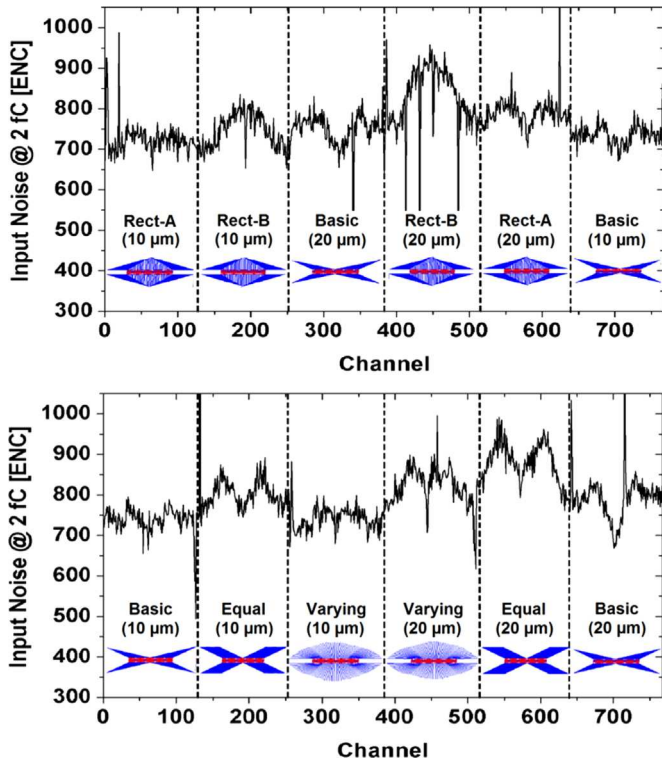 Input Noise @ 2 fC [ENC]
1000
900
800
700
600
500
400
300
Rect-A
(10 μm)
Rect-B
(10 μm)
Basic
(20 μm)
Rect-B
(20 μm)
Rect-A
(20 μm)
Basic
(10 μm)
0 100 200 300 400 500 600 700
Channel
Input Noise @ 2 fC [ENC]
1000
900
800
700
600
500
400
300
Basic
(10 μm)
Equal
(10 μm)
Varying
(10 μm)
Varying
(20 μm)
Equal
(20 μm)
Basic
(20 μm)
0 100 200 300 400 500 600 700
Channel